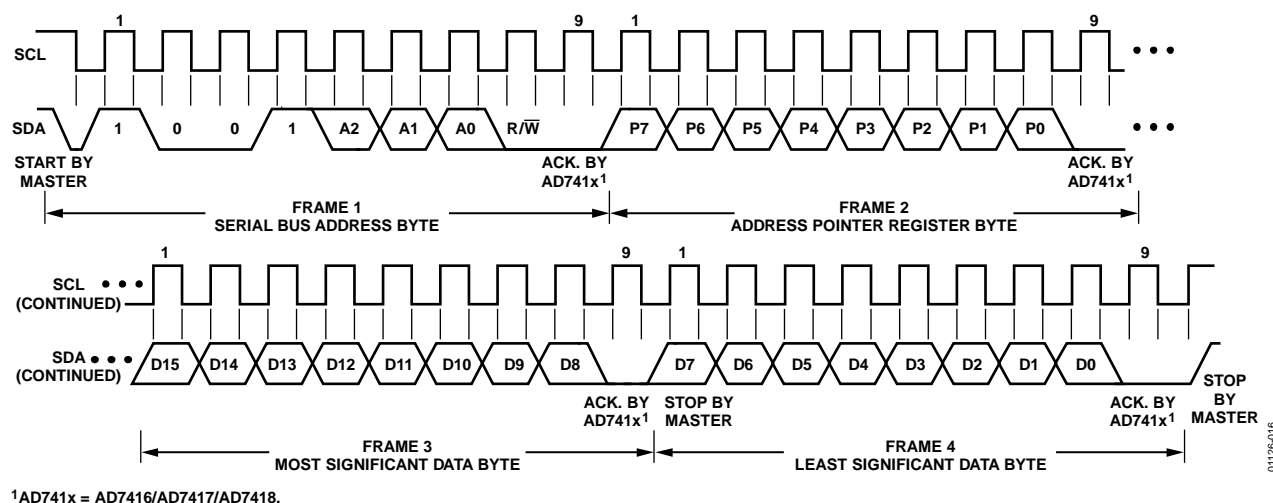 1 9 1 9
SCL
SDA 1 0 0 1 A2 A1 A0 R/W̅ P7 P6 P5 P4 P3 P2 P1 P0
START BY
MASTER
ACK. BY
AD741x¹
ACK. BY
AD741x¹
FRAME 1
SERIAL BUS ADDRESS BYTE
FRAME 2
ADDRESS POINTER REGISTER BYTE
1 9 1 9
SCL
(CONTINUED)
SDA
(CONTINUED)
D15 D14 D13 D12 D11 D10 D9 D8 D7 D6 D5 D4 D3 D2 D1 D0
ACK. BY
AD741x¹
STOP BY
MASTER
ACK. BY
AD741x¹
STOP
BY
MASTER
FRAME 3
MOST SIGNIFICANT DATA BYTE
FRAME 4
LEAST SIGNIFICANT DATA BYTE
01126-016
¹AD741x = AD7416/AD7417/AD7418.